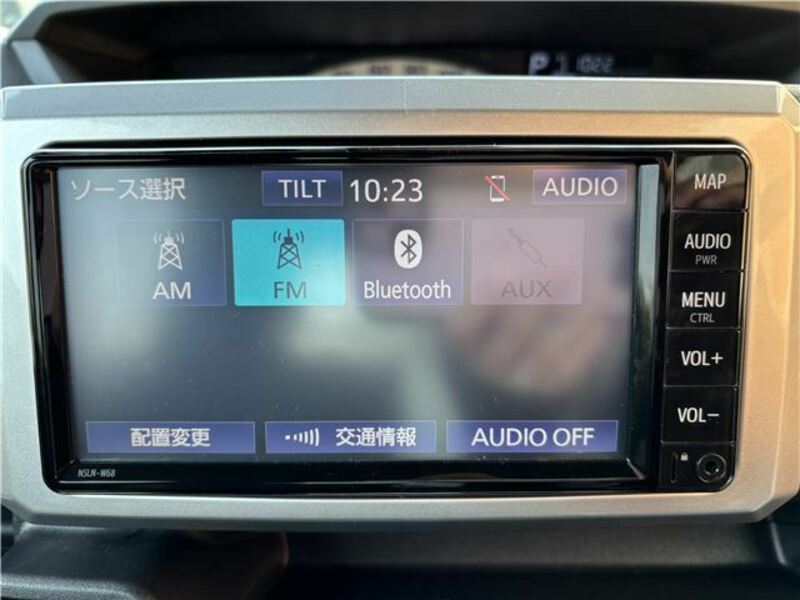 P
ソース選択 TILT 10:23 AUDIO
AM FM Bluetooth AUX
配置変更 交通情報 AUDIO OFF
NSLN-W68
MAP
AUDIO
PWR
MENU
CTRL
VOL+
VOL-